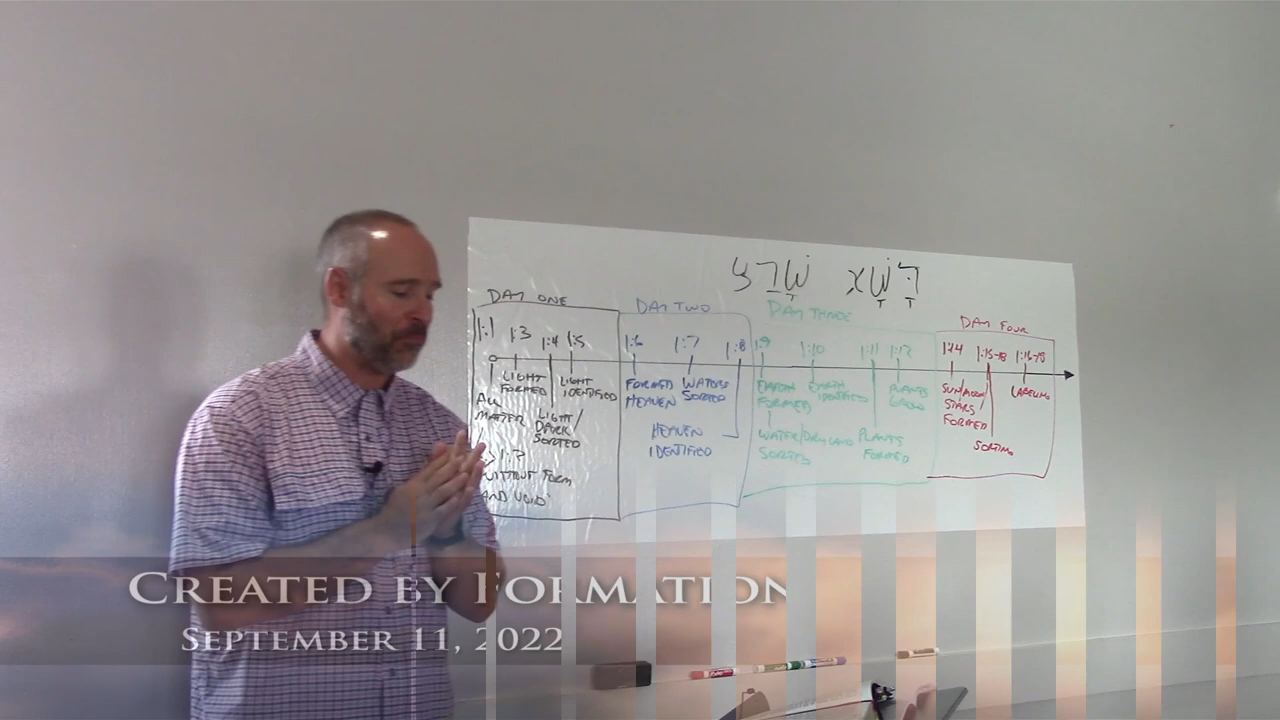 DAY ONE
1:1 1:3 1:4 1:5
LIGHT FORMED
LIGHT IDENTIFIED
ALL MATTER
LIGHT/
DARK
SORTED
WITHOUT FORM
AND VOID
DAY TWO
1:6 1:7 1:8
FORMED HEAVEN
WATERS SORTED
HEAVEN
IDENTIFIED
DAY THREE
1:9 1:10 1:11 1:12
EARTH FORMED
EARTH IDENTIFIED
PLANTS
WATER/DRY LAND
SORTED
PLANTS
FORMED
DAY FOUR
1:14 1:15-18
SUN/MOON
STARS
FORMED
SORTING
LABELING
CREATED BY FORMATION
SEPTEMBER 11, 2022